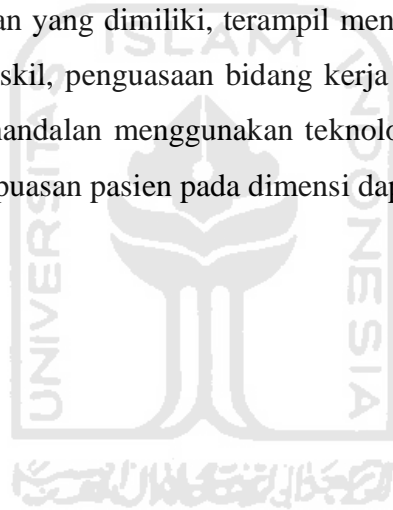 an yang dimiliki, terampil men
skil, penguasaan bidang kerja
handalan menggunakan teknolo
puasan pasien pada dimensi dap
ISLAM
UNIVERSITAS
INDONESIA